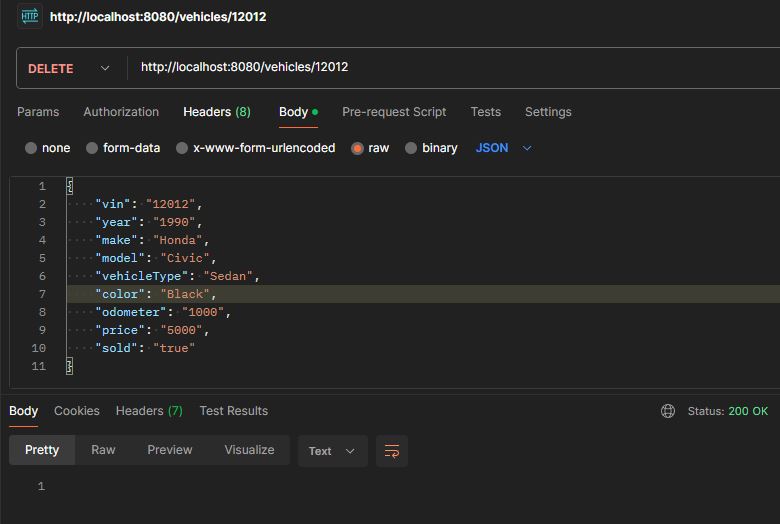 HTTP http://localhost:8080/vehicles/12012
DELETE http://localhost:8080/vehicles/12012
Params Authorization Headers (8) Body Pre-request Script Tests Settings
none form-data x-www-form-urlencoded raw binary JSON
1 {
2 "vin": "12012",
3 "year": "1990",
4 "make": "Honda",
5 "model": "Civic",
6 "vehicleType": "Sedan",
7 "color": "Black",
8 "odometer": "1000",
9 "price": "5000",
10 "sold": "true"
11 }
Body Cookies Headers (7) Test Results Status: 200 OK
Pretty Raw Preview Visualize Text
1